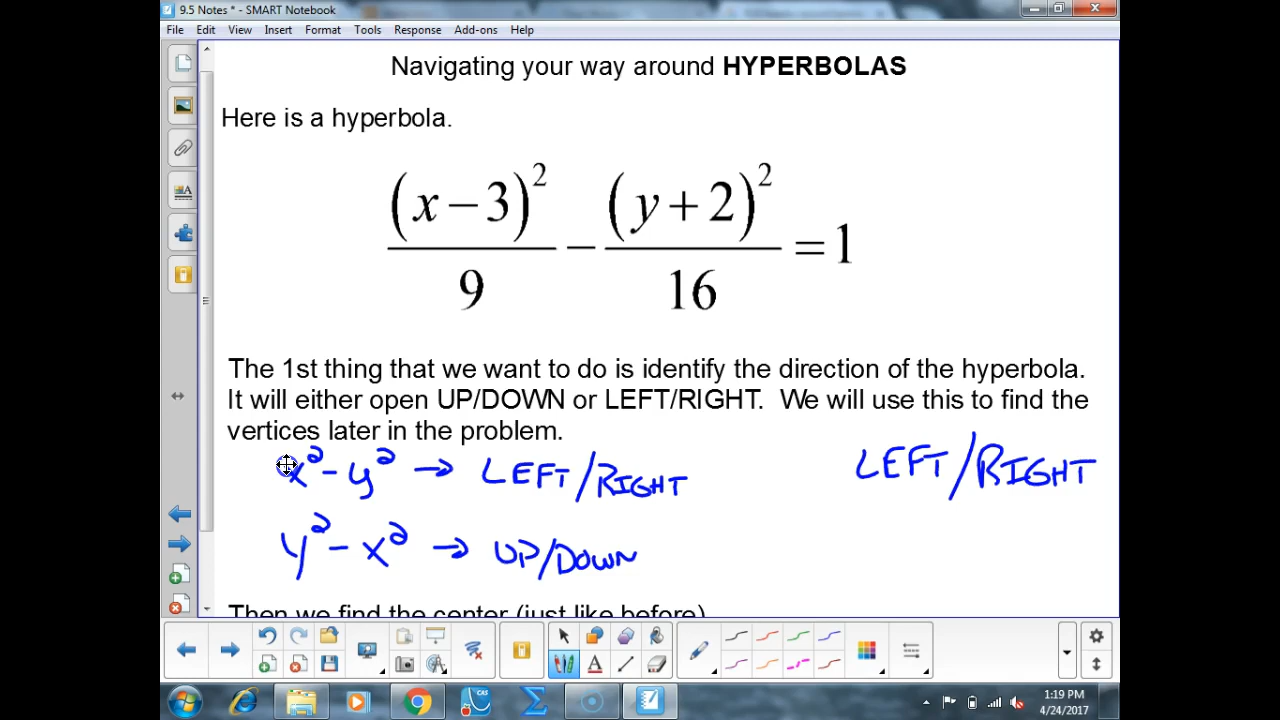 9.5 Notes * - SMART Notebook
File Edit View Insert Format Tools Response Add-ons Help
Navigating your way around HYPERBOLAS
Here is a hyperbola.
(x − 3)² / 9 − (y + 2)² / 16 = 1
The 1st thing that we want to do is identify the direction of the hyperbola.
It will either open UP/DOWN or LEFT/RIGHT. We will use this to find the
vertices later in the problem.
x² − y² → LEFT/RIGHT LEFT/RIGHT
y² − x² → UP/DOWN
Then we find the center (just like before)
1:19 PM
4/24/2017